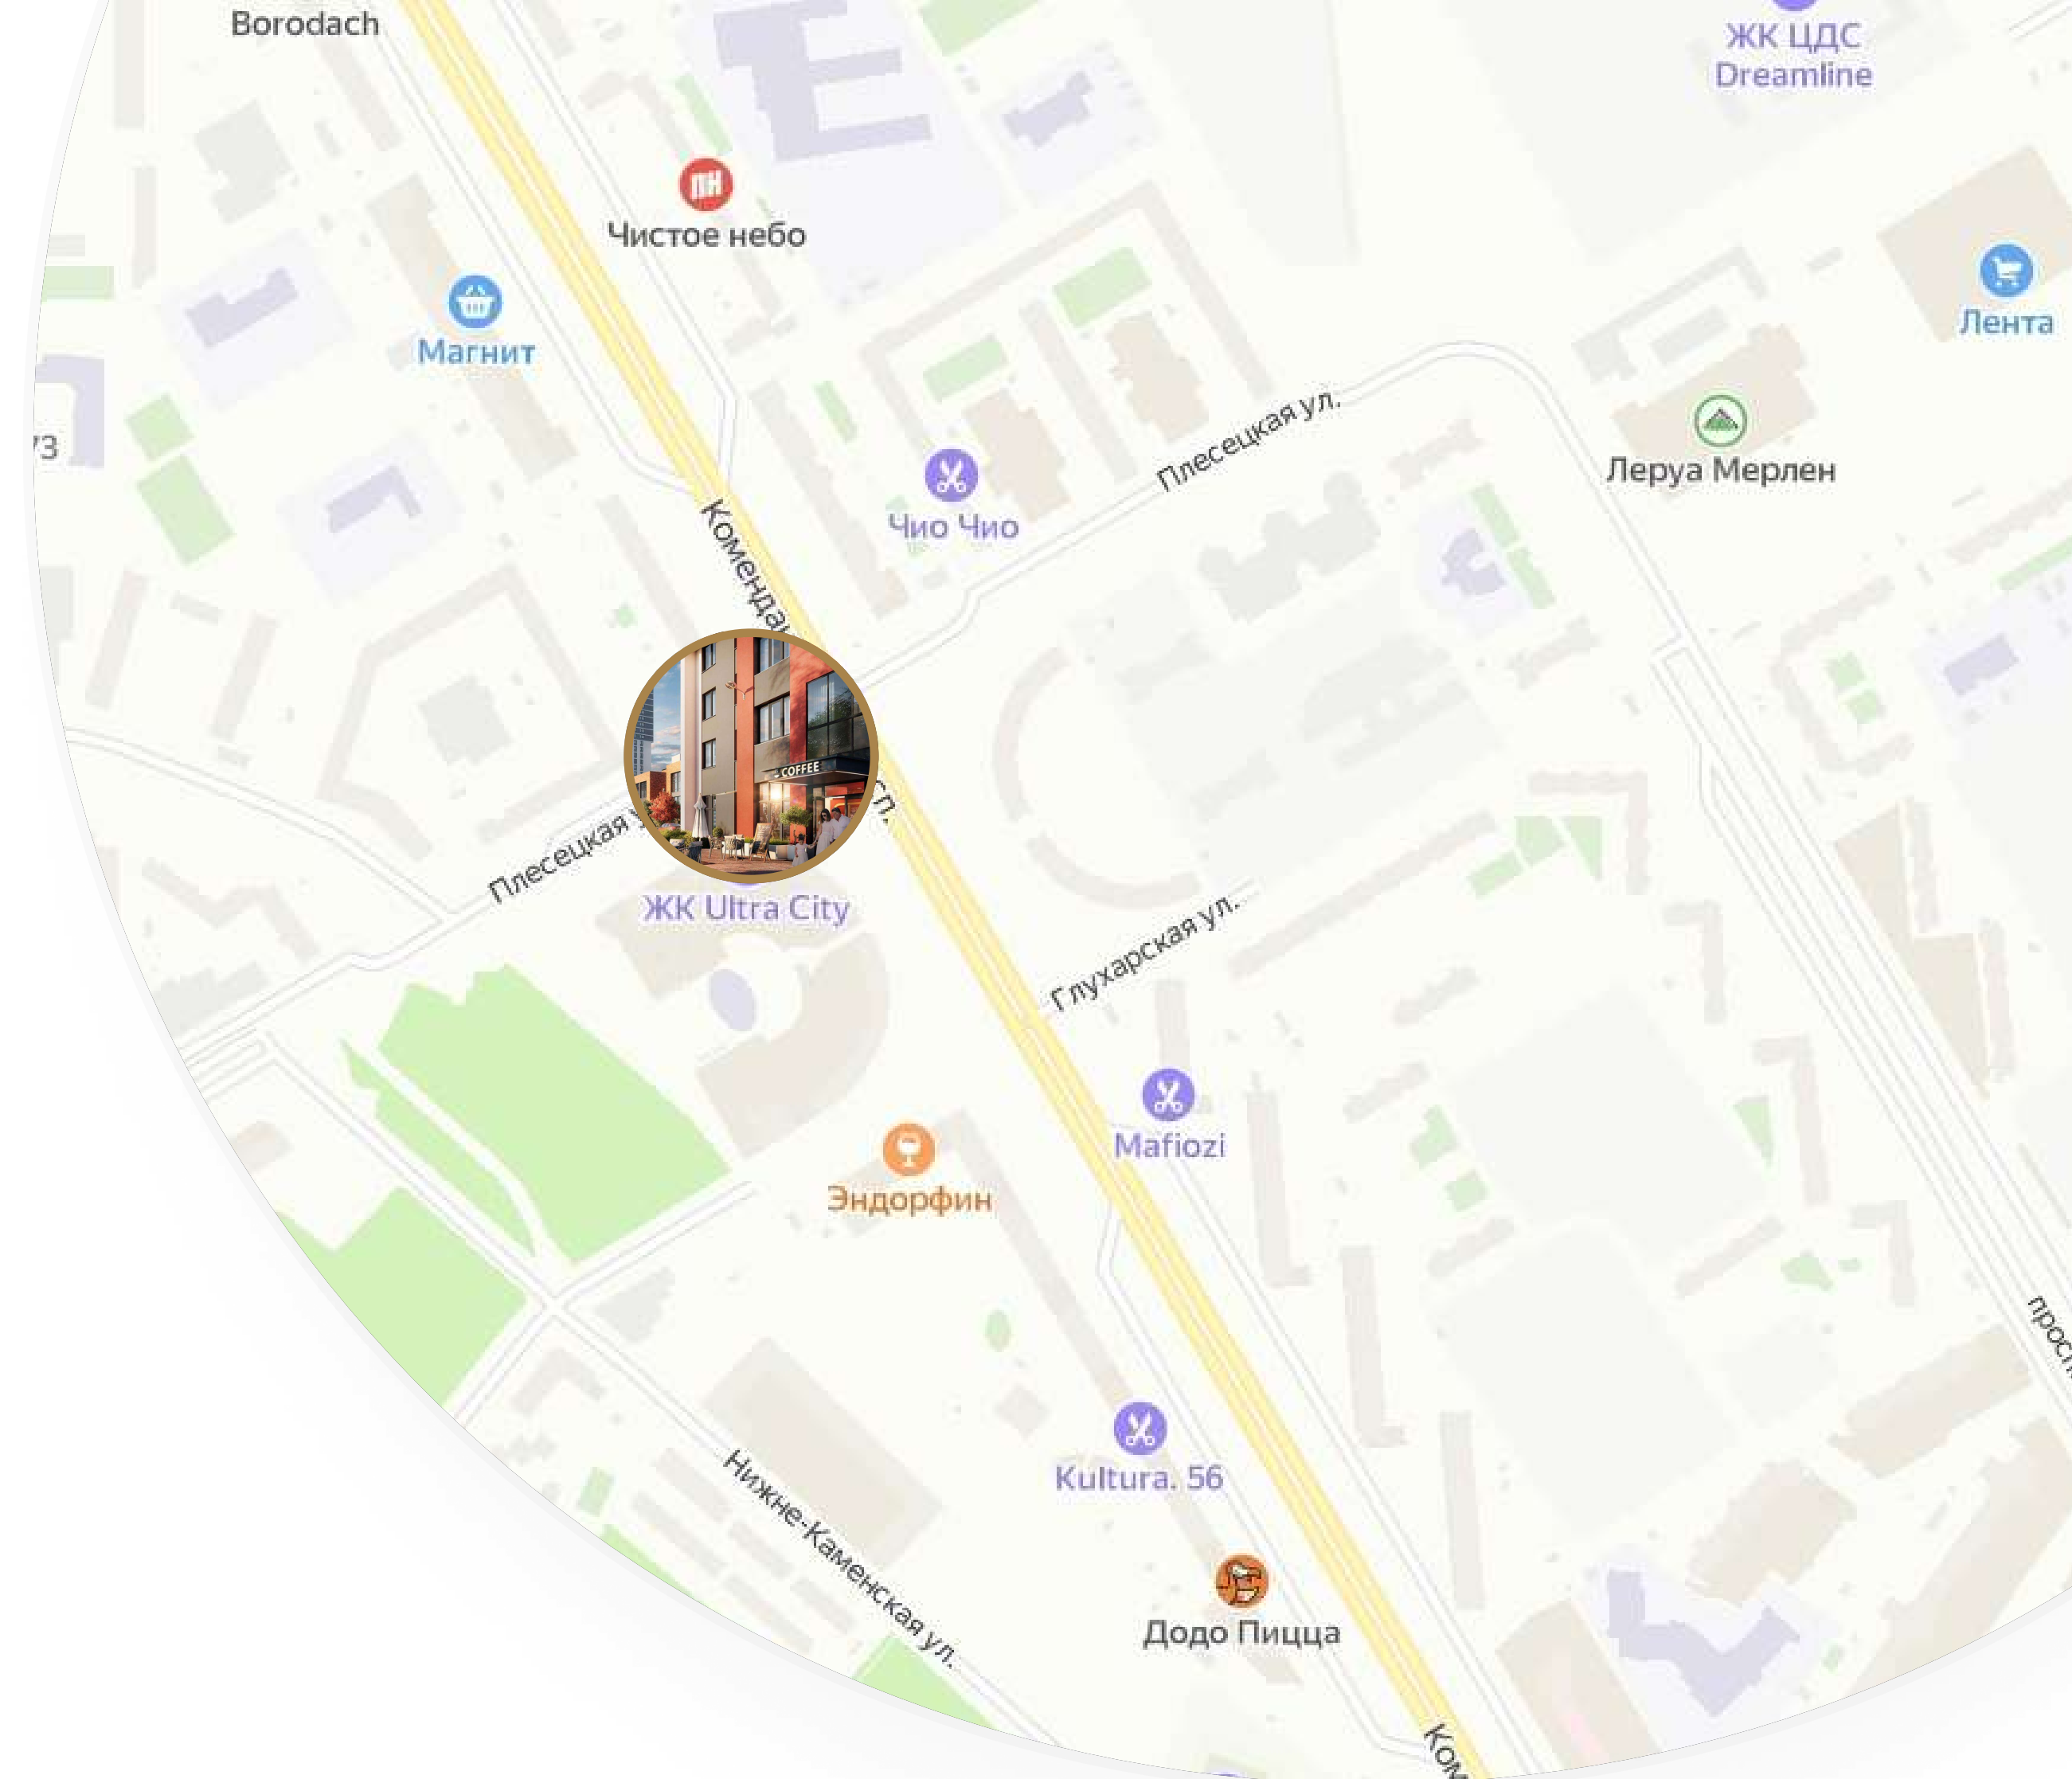 Borodach
ЖК ЦДС
Dreamline
Чистое небо
Магнит
Лента
Плесецкая ул.
73
Леруа Мерлен
Чио Чио
COFFEE
Плесецкая
ЖК Ultra City
Глухарская ул.
Mafiozi
Эндорфин
Kultura. 56
Нижне-Каменская ул.
Додо Пицца